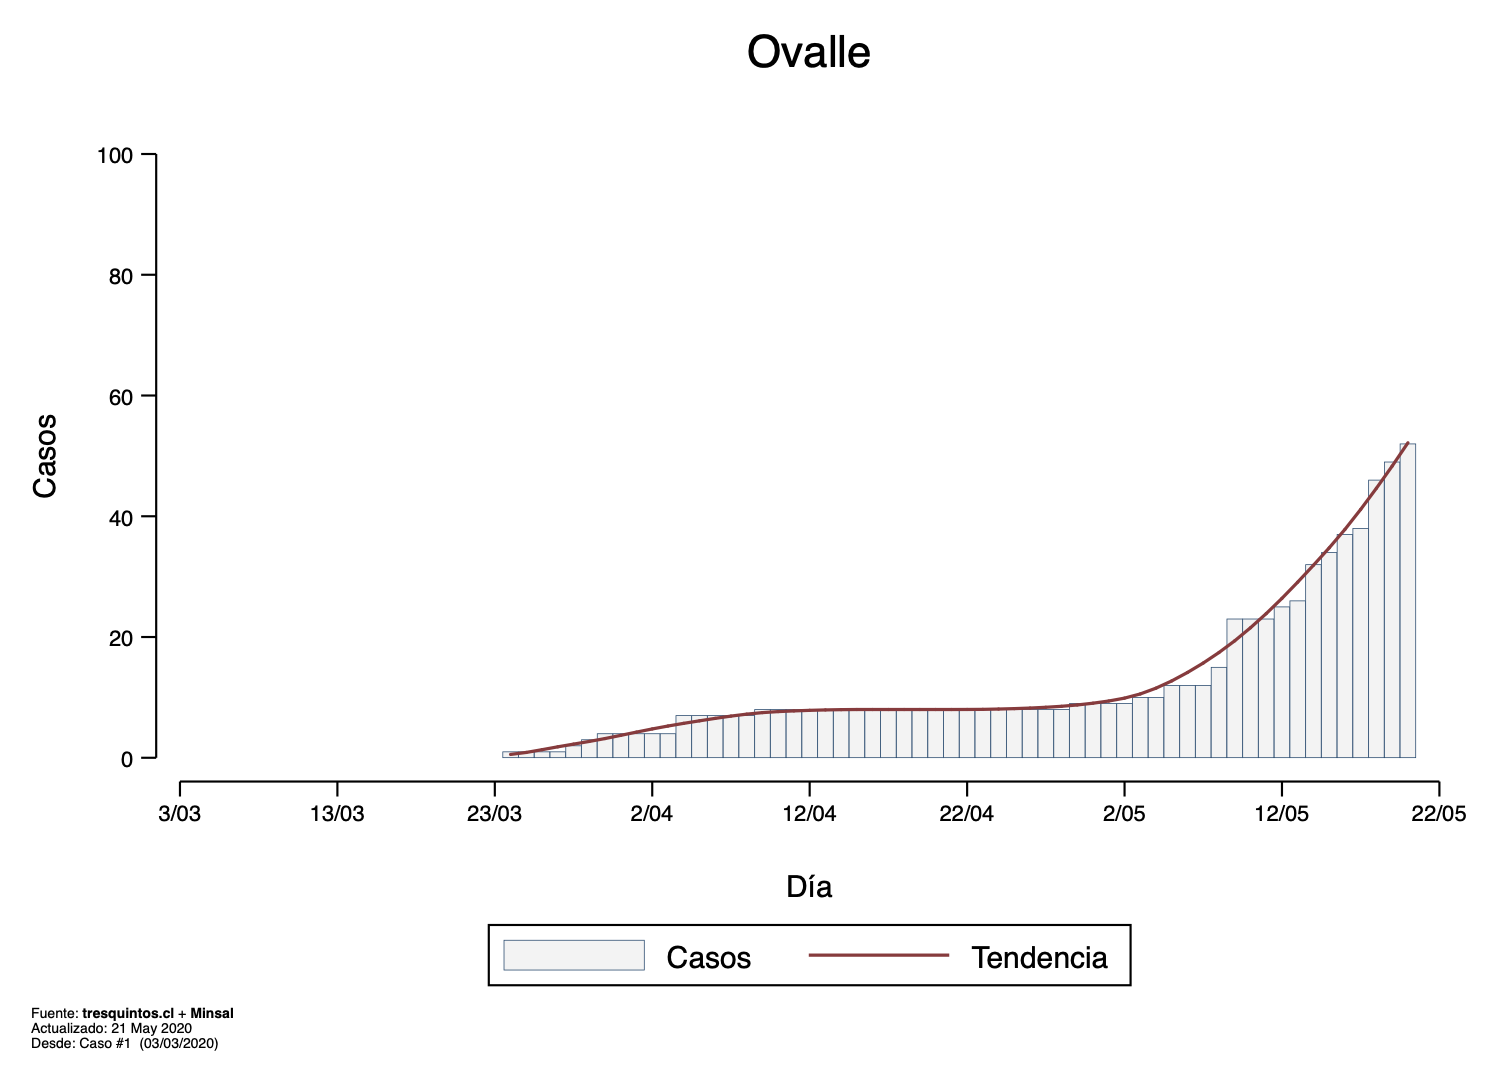 Ovalle
100
80
60
40
20
0
Casos
3/03 13/03 23/03 2/04 12/04 22/04 2/05 12/05 22/05
Día
Casos Tendencia
Fuente: tresquintos.cl + Minsal
Actualizado: 21 May 2020
Desde: Caso #1 (03/03/2020)